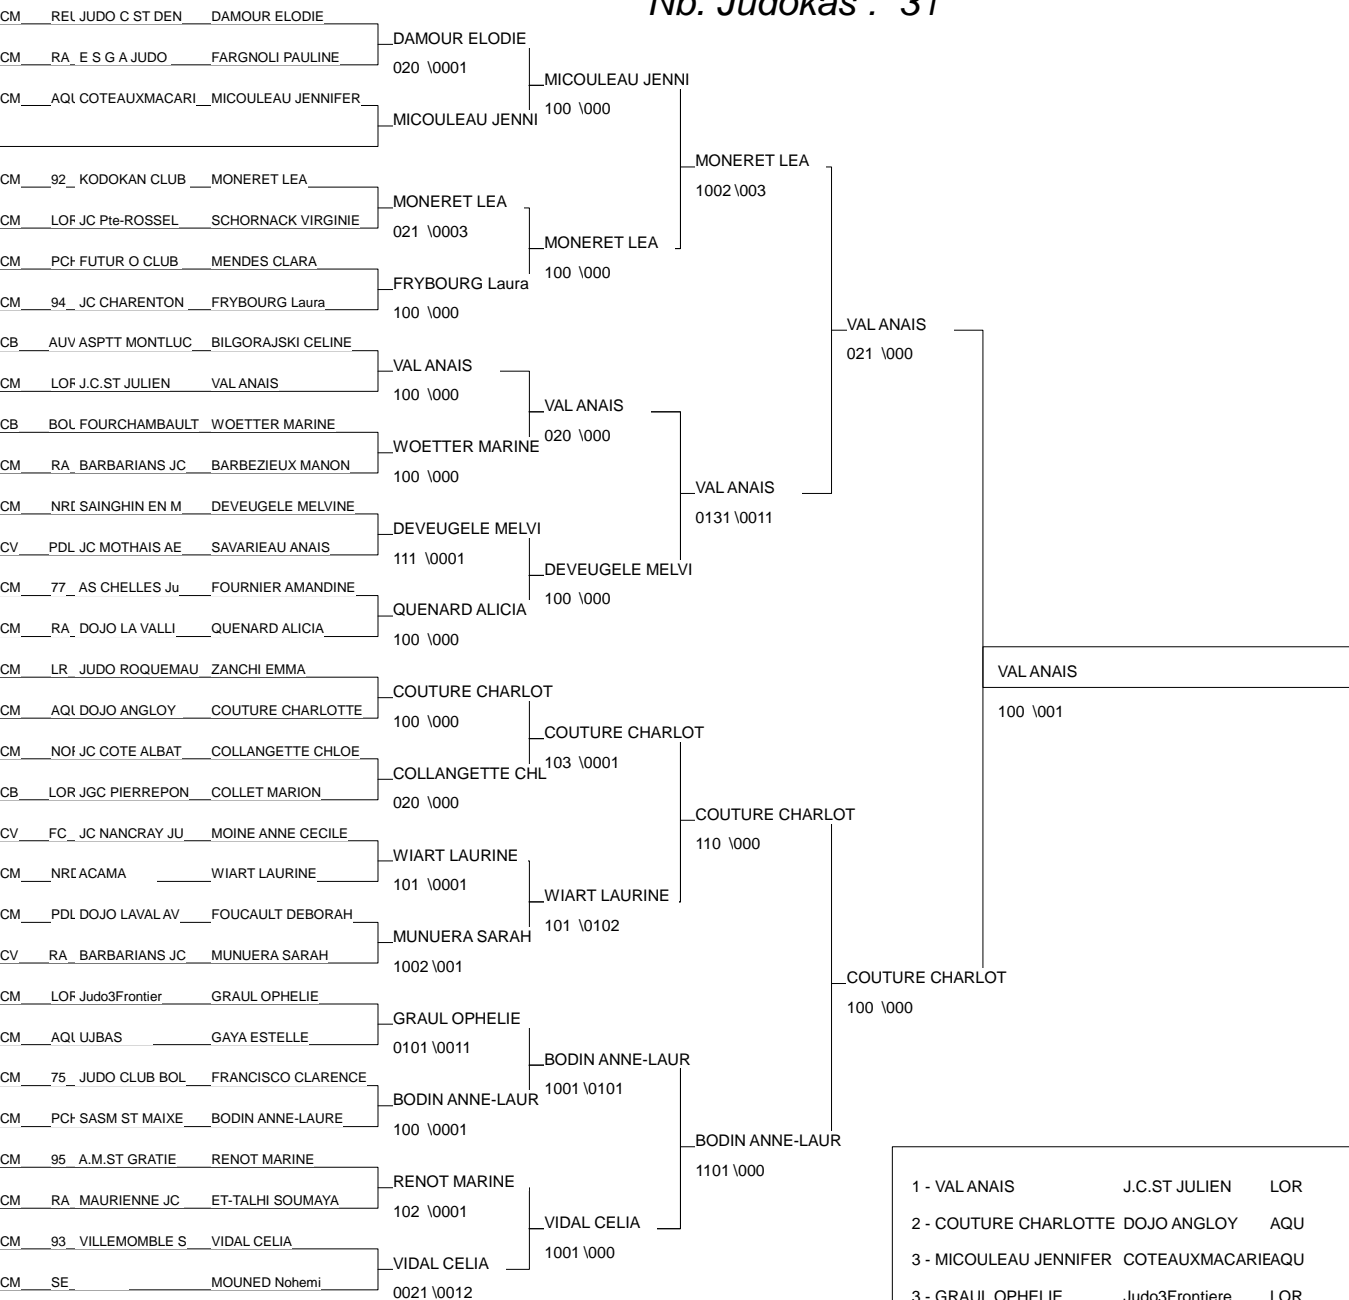 Nb. Judokas : 31
CM REU JUDO C ST DEN DAMOUR ELODIE
DAMOUR ELODIE
CM RA E S G A JUDO FARGNOLI PAULINE
020 \0001
MICOULEAU JENNI
CM AQU COTEAUXMACARI MICOULEAU JENNIFER
100 \000
MICOULEAU JENNI
MONERET LEA
CM 92 KODOKAN CLUB MONERET LEA
1002 \003
MONERET LEA
CM LOR JC Pte-ROSSEL SCHORNACK VIRGINIE
021 \0003
MONERET LEA
CM PCH FUTUR O CLUB MENDES CLARA
100 \000
FRYBOURG Laura
CM 94 JC CHARENTON FRYBOURG Laura
100 \000
VAL ANAIS
CB AUV ASPTT MONTLUC BILGORAJSKI CELINE
021 \000
VAL ANAIS
CM LOR J.C.ST JULIEN VAL ANAIS
100 \000
VAL ANAIS
CB BOU FOURCHAMBAULT WOETTER MARINE
020 \000
WOETTER MARINE
CM RA BARBARIANS JC BARBEZIEUX MANON
100 \000
VAL ANAIS
CM NRD SAINGHIN EN M DEVEUGELE MELVINE
0131 \0011
DEVEUGELE MELVI
CV PDL JC MOTHAIS AE SAVARIEAU ANAIS
111 \0001
DEVEUGELE MELVI
CM 77 AS CHELLES Ju FOURNIER AMANDINE
100 \000
QUENARD ALICIA
CM RA DOJO LA VALLI QUENARD ALICIA
100 \000
CM LR JUDO ROQUEMAU ZANCHI EMMA
VAL ANAIS
COUTURE CHARLOT
CM AQU DOJO ANGLOY COUTURE CHARLOTTE
100 \001
100 \000
COUTURE CHARLOT
CM NOR JC COTE ALBAT COLLANGETTE CHLOE
103 \0001
COLLANGETTE CHL
CB LOR JGC PIERREPON COLLET MARION
020 \000
COUTURE CHARLOT
CV FC JC NANCRAY JU MOINE ANNE CECILE
110 \000
WIART LAURINE
CM NRD ACAMA WIART LAURINE
101 \0001
WIART LAURINE
CM PDL DOJO LAVAL AV FOUCAULT DEBORAH
101 \0102
MUNUERA SARAH
CV RA BARBARIANS JC MUNUERA SARAH
1002 \001
COUTURE CHARLOT
CM LOR Judo3Frontier GRAUL OPHELIE
100 \000
GRAUL OPHELIE
CM AQU UJBAS GAYA ESTELLE
0101 \0011
BODIN ANNE-LAUR
CM 75 JUDO CLUB BOL FRANCISCO CLARENCE
1001 \0101
BODIN ANNE-LAUR
CM PCH SASM ST MAIXE BODIN ANNE-LAURE
100 \0001
BODIN ANNE-LAUR
CM 95 A.M.ST GRATIE RENOT MARINE
1101 \000
RENOT MARINE
CM RA MAURIENNE JC ET-TALHI SOUMAYA
102 \0001
VIDAL CELIA
CM 93 VILLEMOMBLE S VIDAL CELIA
1001 \000
VIDAL CELIA
CM SE MOUNED Nohemi
0021 \0012
1 - VAL ANAIS J.C.ST JULIEN LOR
2 - COUTURE CHARLOTTE DOJO ANGLOY AQU
3 - MICOULEAU JENNIFER COTEAUXMACARIE AQU
3 - GRAUL OPHELIE Judo3Frontiere LOR